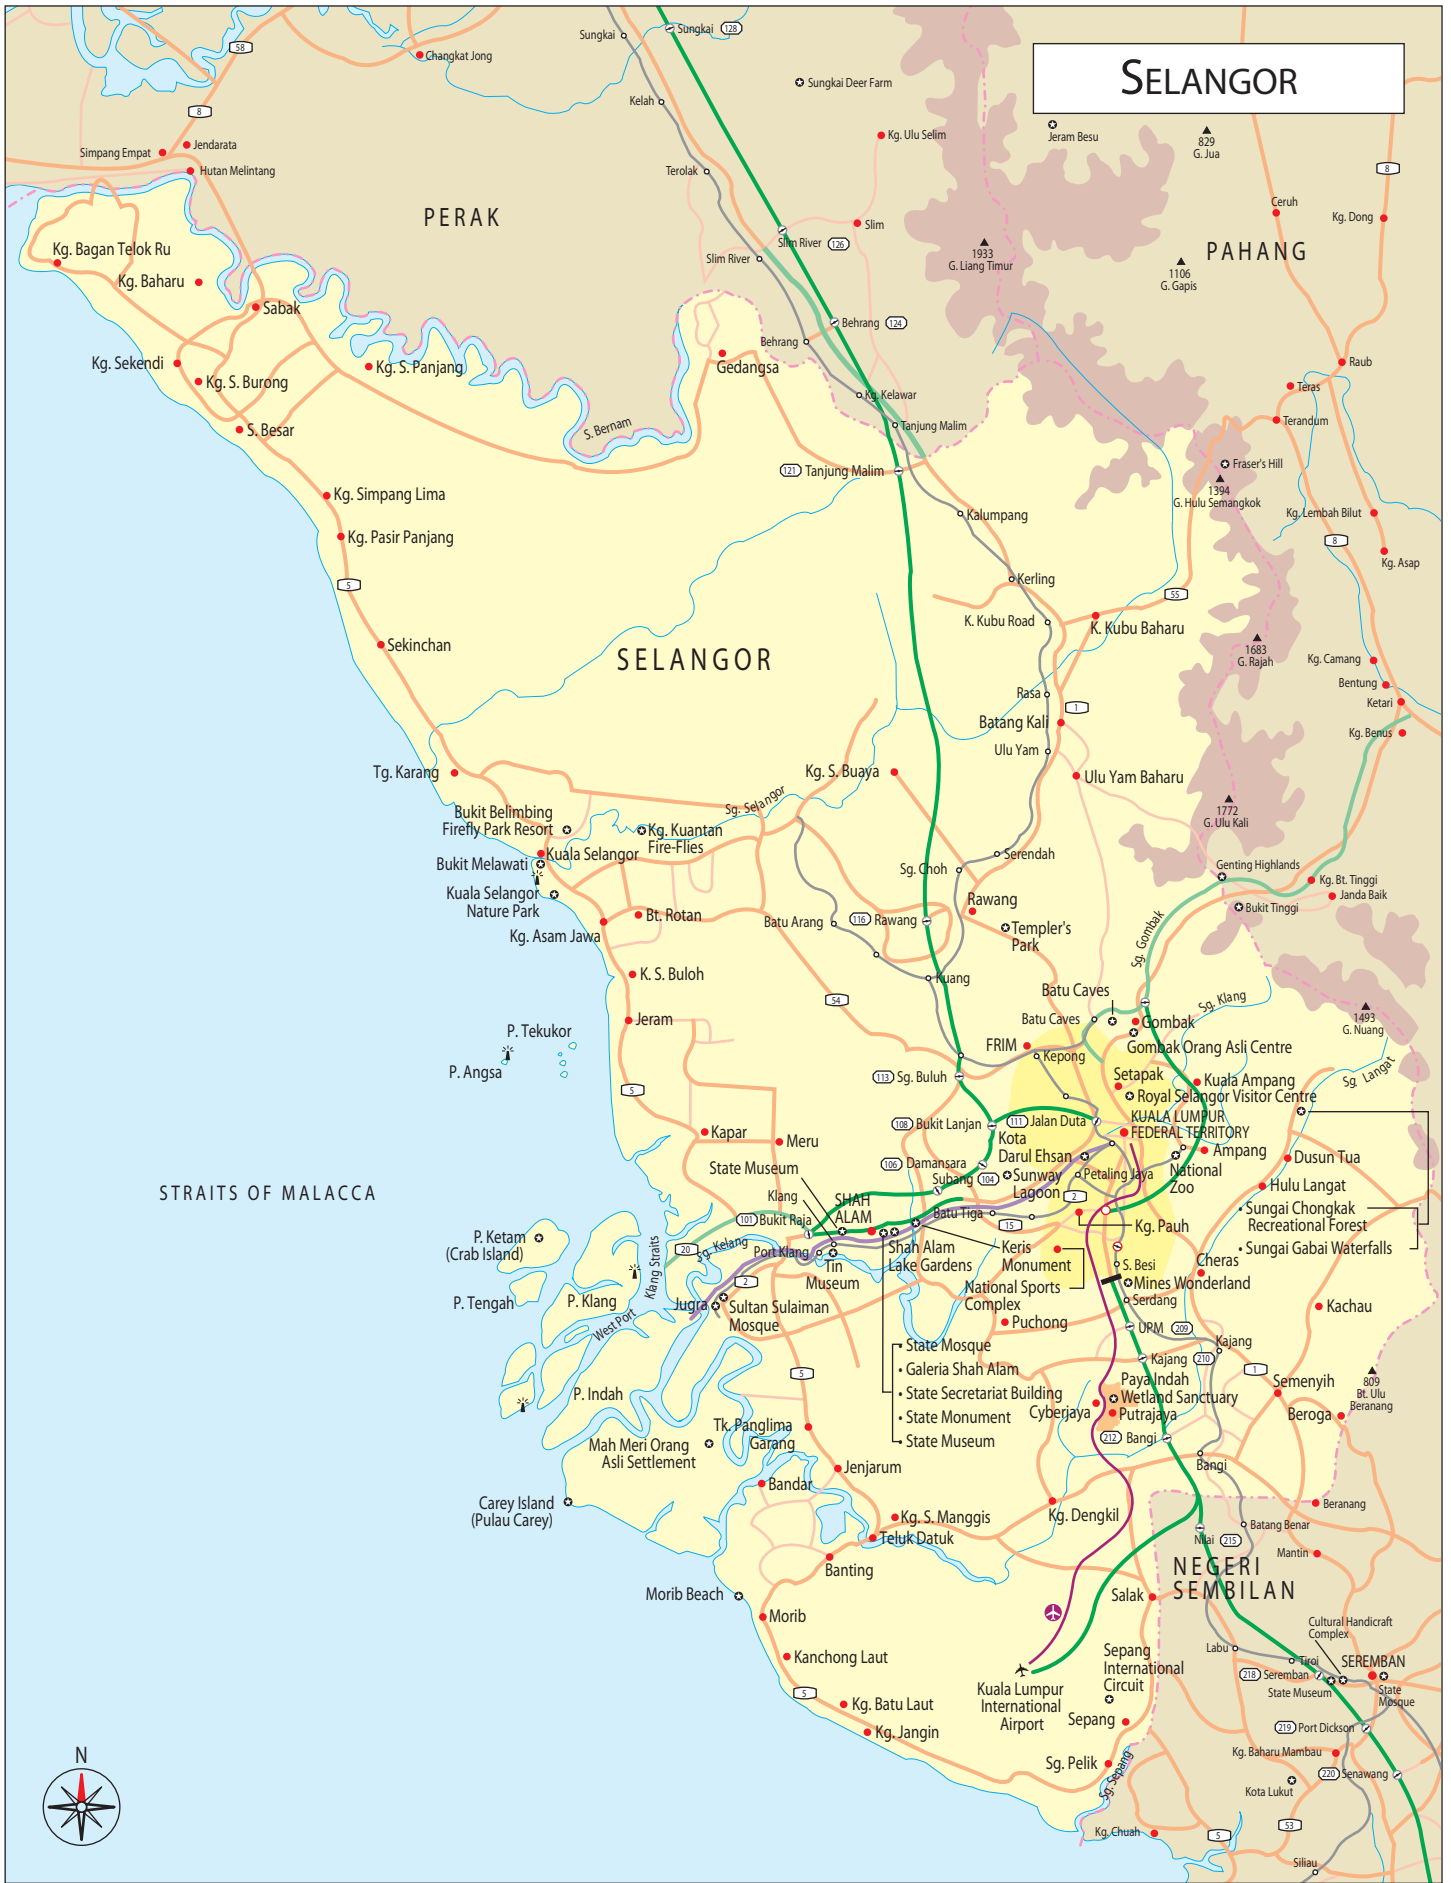 SELANGOR
58
Changkat Jong
Sungkai
Sungkai
128
Sungkai Deer Farm
Kelah
8
Kg. Ulu Selim
Jeram Besu
829
G. Jua
Simpang Empat
Jendarata
Hutan Melintang
Terolak
8
PERAK
Slim
Ceruh
Kg. Dong
Slim River
126
Slim River
1933
G. Liang Timur
PAHANG
1106
G. Gapis
Kg. Bagan Telok Ru
Kg. Baharu
Sabak
Behrang
124
Behrang
Kg. Sekendi
Kg. S. Burong
Kg. S. Panjang
Gedangsa
Raub
Teras
Kg. Kelawar
Terandum
S. Besar
S. Bernam
Tanjung Malim
121
Tanjung Malim
Fraser's Hill
1394
G. Hulu Semangkok
Kg. Simpang Lima
Kalumpang
Kg. Lembah Bilut
Kg. Pasir Panjang
8
Kg. Asap
5
Kerling
55
K. Kubu Road
K. Kubu Baharu
Sekinchan
SELANGOR
1683
G. Rajah
Kg. Camang
Bentung
Ketari
Rasa
1
Batang Kali
Kg. Benus
Ulu Yam
Tg. Karang
Kg. S. Buaya
Ulu Yam Baharu
Sg. Selangor
1772
G. Ulu Kali
Bukit Belimbing
Firefly Park Resort
Kg. Kuantan
Fire-Flies
Kuala Selangor
Bukit Melawati
Serendah
Sg. Choh
Genting Highlands
Kg. Bt. Tinggi
Janda Baik
Bukit Tinggi
Kuala Selangor
Nature Park
Bt. Rotan
Rawang
Batu Arang
116
Rawang
Templer's
Park
Sg. Gombak
Kg. Asam Jawa
K. S. Buloh
Kuang
54
Batu Caves
Sg. Klang
Jeram
Batu Caves
Gombak
1493
G. Nuang
P. Tekukor
FRIM
Kepong
Gombak Orang Asli Centre
P. Angsa
113
Sg. Buluh
Setapak
Kuala Ampang
Sg. Langat
5
Royal Selangor Visitor Centre
108
Bukit Lanjan
111
Jalan Duta
KUALA LUMPUR
FEDERAL TERRITORY
Kapar
Meru
Kota
Darul Ehsan
Ampang
State Museum
106
Damansara
Subang
104
Sunway
Lagoon
Petaling Jaya
National
Zoo
Dusun Tua
Hulu Langat
STRAITS OF MALACCA
Klang
SHAH
ALAM
2
Batu Tiga
15
Kg. Pauh
• Sungai Chongkak
Recreational Forest
• Sungai Gabai Waterfalls
101
Bukit Raja
P. Ketam
(Crab Island)
20
Sg. Kelang
Port Klang
Tin
Museum
Shah Alam
Lake Gardens
Keris
Monument
Klang Straits
S. Besi
Cheras
P. Tengah
P. Klang
2
National Sports
Complex
Mines Wonderland
Serdang
Jugra
Sultan Sulaiman
Mosque
West Port
Puchong
Kachau
UPM
209
Kajang
• State Mosque
• Galeria Shah Alam
• State Secretariat Building
• State Monument
• State Museum
Kajang
210
1
5
Paya Indah
Wetland Sanctuary
Semenyih
809
Bt. Ulu
Beranang
P. Indah
Cyberjaya
Putrajaya
Beroga
Tk. Panglima
Garang
212
Bangi
Mah Meri Orang
Asli Settlement
Bangi
Jenjarum
Bandar
Carey Island
(Pulau Carey)
Kg. S. Manggis
Kg. Dengkil
Beranang
Batang Benar
Teluk Datuk
Nilai
215
Banting
Mantin
NEGERI
SEMBILAN
Morib Beach
Salak
Morib
Cultural Handicraft
Complex
Labu
Sepang
International
Circuit
Kanchong Laut
Tiroi
SEREMBAN
218
Seremban
State Museum
State
Mosque
5
Kuala Lumpur
International
Airport
Kg. Batu Laut
Sepang
Kg. Jangin
219
Port Dickson
Kg. Baharu Mambau
Sg. Pelik
220
Senawang
Sg. Sepang
Kota Lukut
N
53
Kg. Chuah
5
Siliau